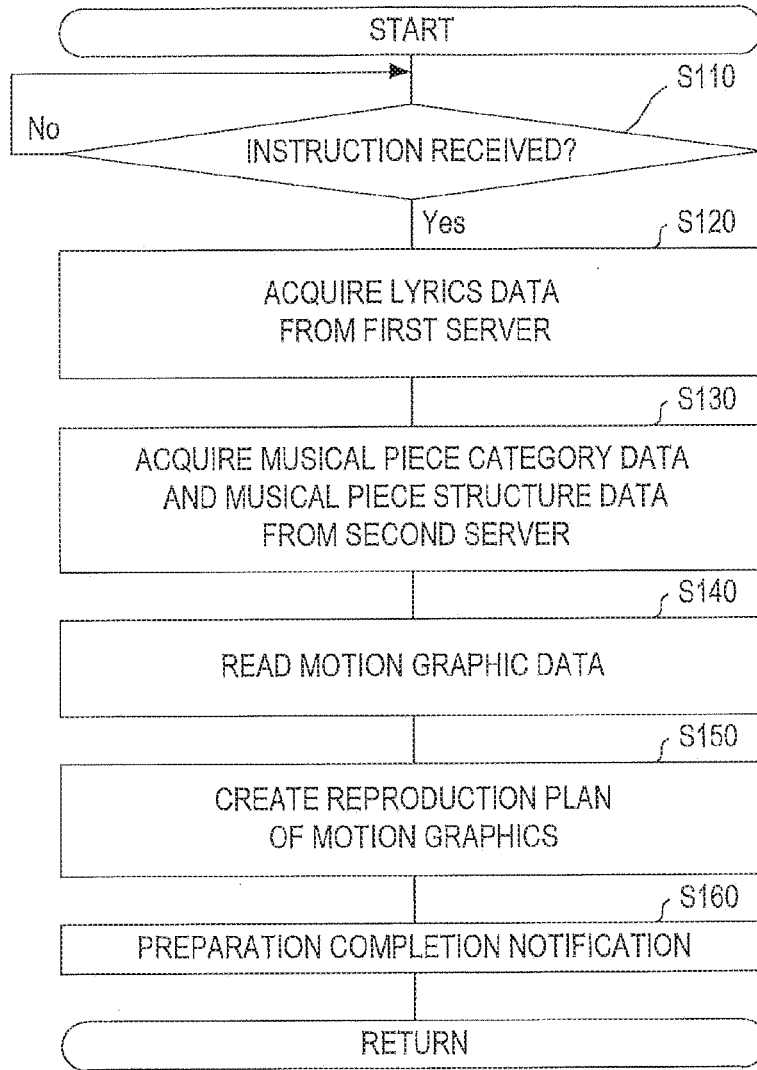 START
S110
No
INSTRUCTION RECEIVED?
Yes
S120
ACQUIRE LYRICS DATA
FROM FIRST SERVER
S130
ACQUIRE MUSICAL PIECE CATEGORY DATA
AND MUSICAL PIECE STRUCTURE DATA
FROM SECOND SERVER
S140
READ MOTION GRAPHIC DATA
S150
CREATE REPRODUCTION PLAN
OF MOTION GRAPHICS
S160
PREPARATION COMPLETION NOTIFICATION
RETURN